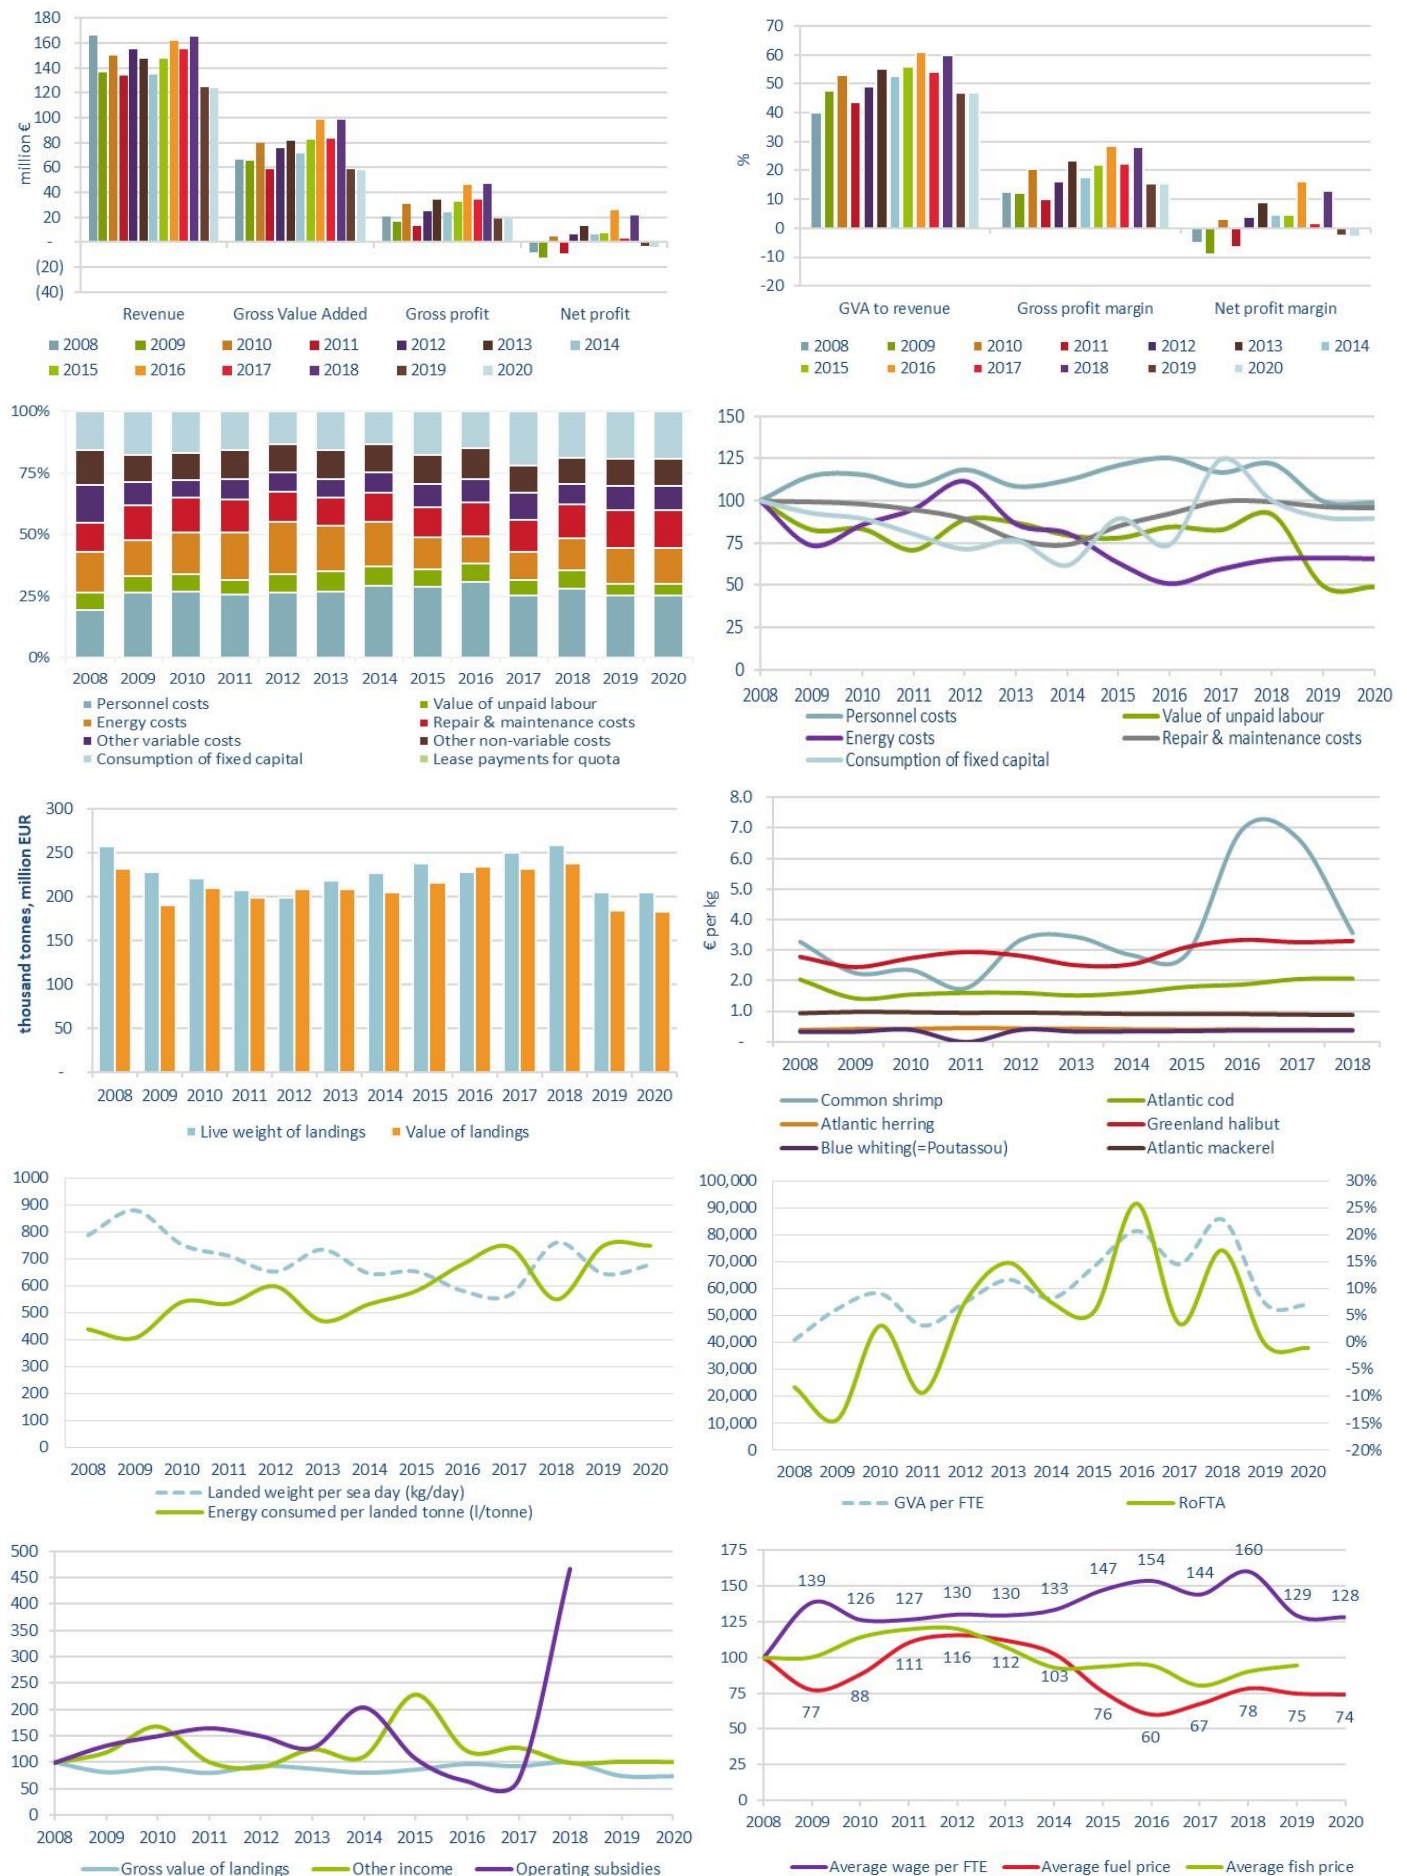 180
160
140
120
100
80
60
40
20
-
(20)
(40)
million €
Revenue Gross Value Added Gross profit Net profit
2008 2009 2010 2011 2012 2013 2014
2015 2016 2017 2018 2019 2020
70
60
50
40
30
20
10
0
-10
-20
%
GVA to revenue Gross profit margin Net profit margin
2008 2009 2010 2011 2012 2013 2014
2015 2016 2017 2018 2019 2020
100%
75%
50%
25%
0%
2008 2009 2010 2011 2012 2013 2014 2015 2016 2017 2018 2019 2020
Personnel costs Value of unpaid labour
Energy costs Repair & maintenance costs
Other variable costs Other non-variable costs
Consumption of fixed capital Lease payments for quota
150
125
100
75
50
25
0
2008 2009 2010 2011 2012 2013 2014 2015 2016 2017 2018 2019 2020
Personnel costs Value of unpaid labour
Energy costs Repair & maintenance costs
Consumption of fixed capital
thousand tonnes, million EUR
300
250
200
150
100
50
-
2008 2009 2010 2011 2012 2013 2014 2015 2016 2017 2018 2019 2020
Live weight of landings Value of landings
€ per kg
8.0
7.0
6.0
5.0
4.0
3.0
2.0
1.0
-
2008 2009 2010 2011 2012 2013 2014 2015 2016 2017 2018
Common shrimp Atlantic cod
Atlantic herring Greenland halibut
Blue whiting(=Poutassou) Atlantic mackerel
1000
900
800
700
600
500
400
300
200
100
0
2008 2009 2010 2011 2012 2013 2014 2015 2016 2017 2018 2019 2020
Landed weight per sea day (kg/day)
Energy consumed per landed tonne (l/tonne)
100,000 30%
90,000 25%
80,000 20%
70,000 15%
60,000 10%
50,000 5%
40,000 0%
30,000 -5%
20,000 -10%
10,000 -15%
0 -20%
2008 2009 2010 2011 2012 2013 2014 2015 2016 2017 2018 2019 2020
GVA per FTE RoFTA
500
450
400
350
300
250
200
150
100
50
0
2008 2009 2010 2011 2012 2013 2014 2015 2016 2017 2018 2019 2020
Gross value of landings Other income Operating subsidies
175
150
125
100
75
50
25
0
139 126 127 130 130 133 147 154 144 160 129 128
77 88 111 116 112 103 76 60 67 78 75 74
2008 2009 2010 2011 2012 2013 2014 2015 2016 2017 2018 2019 2020
Average wage per FTE Average fuel price Average fish price